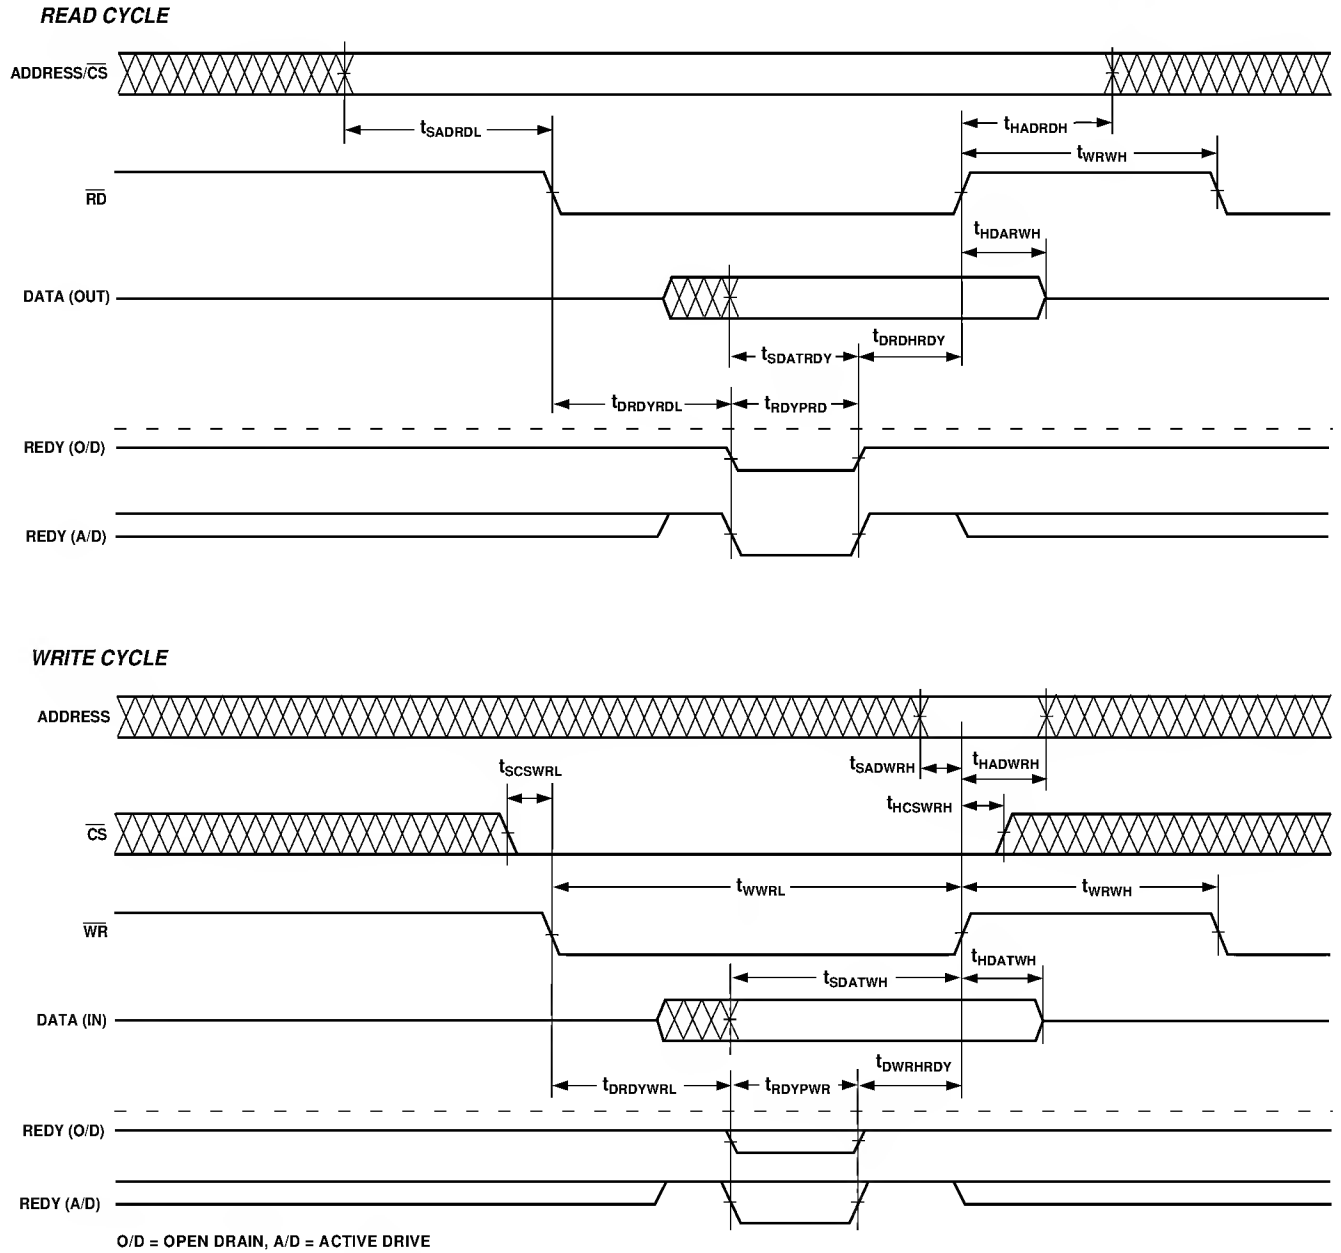 READ CYCLE
ADDRESS/CS
tSADRDL
tHADRDH
tWRWH
RD
tHDARWH
DATA (OUT)
tSDATRDY
tDRDHRDY
tDRDYRDL
tRDYPRD
REDY (O/D)
REDY (A/D)
WRITE CYCLE
ADDRESS
tSCSWRL
tSADWRH
tHADWRH
tHCSWRH
CS
tWWRL
tWRWH
WR
tHDATWH
tSDATWH
DATA (IN)
tDWRHRDY
tDRDYWRL
tRDYPWR
REDY (O/D)
REDY (A/D)
O/D = OPEN DRAIN, A/D = ACTIVE DRIVE